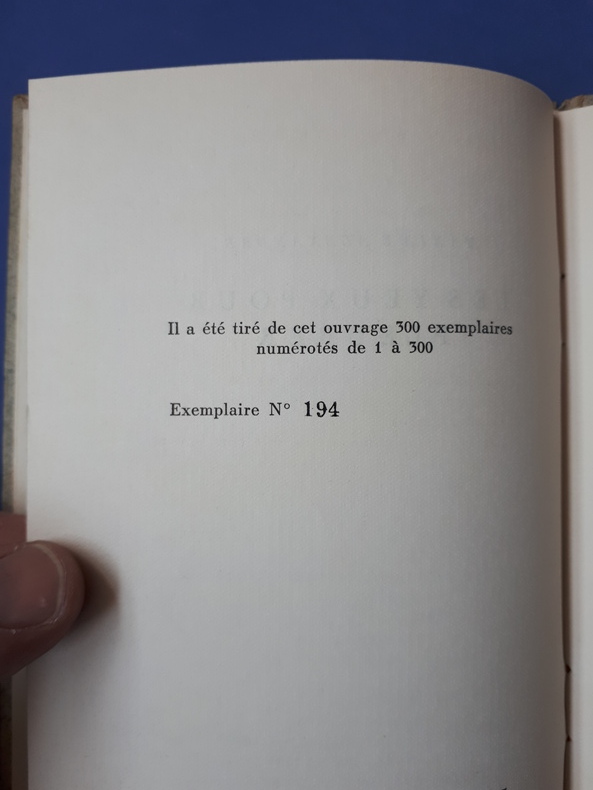 Il a été tiré de cet ouvrage 300 exemplaires
numérotés de 1 à 300
Exemplaire N° 194